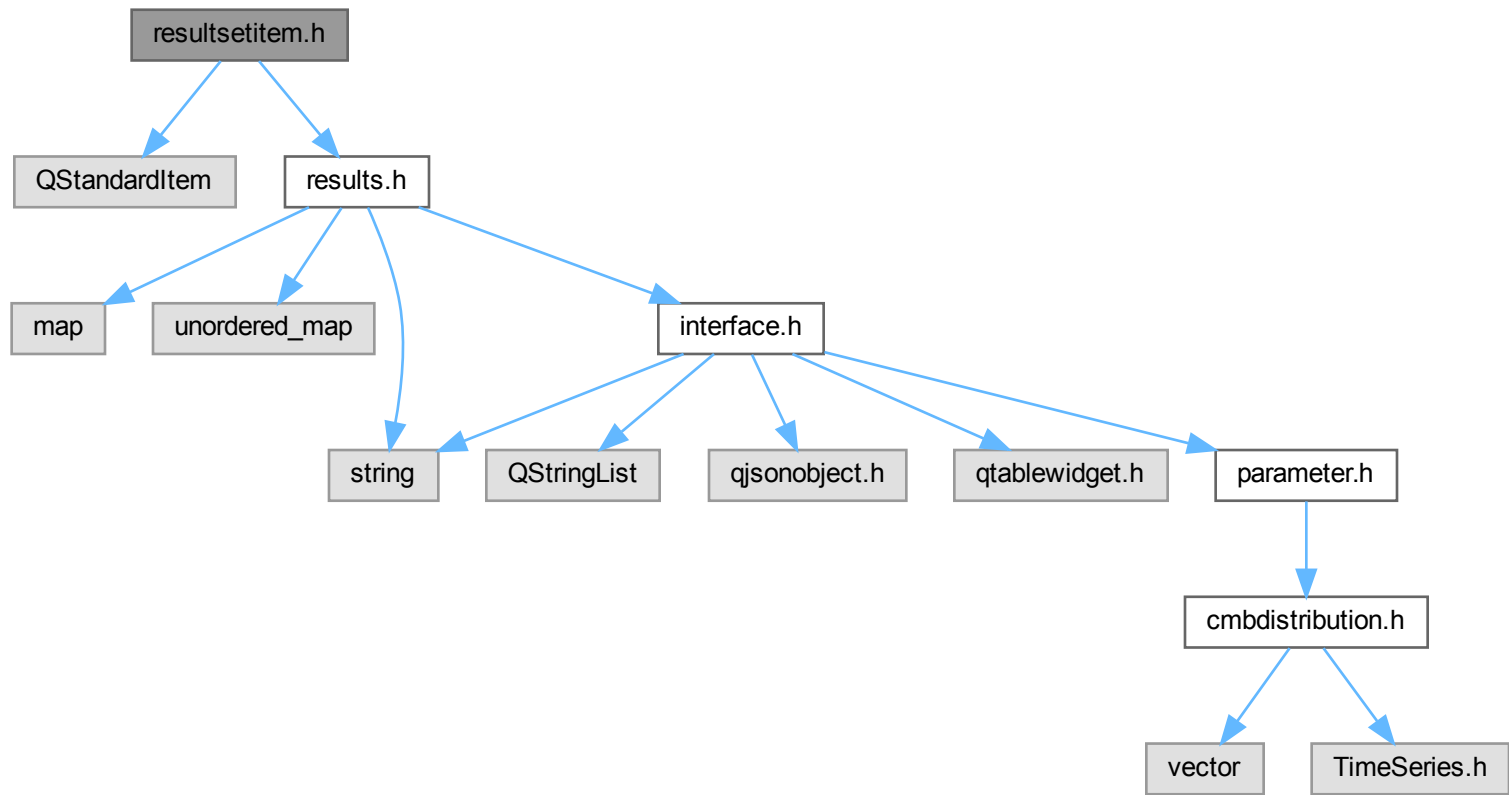 resultsetitem.h
QStandardItem
results.h
map
unordered_map
interface.h
string
QStringList
qjsonobject.h
qtablewidget.h
parameter.h
cmbdistribution.h
vector
TimeSeries.h